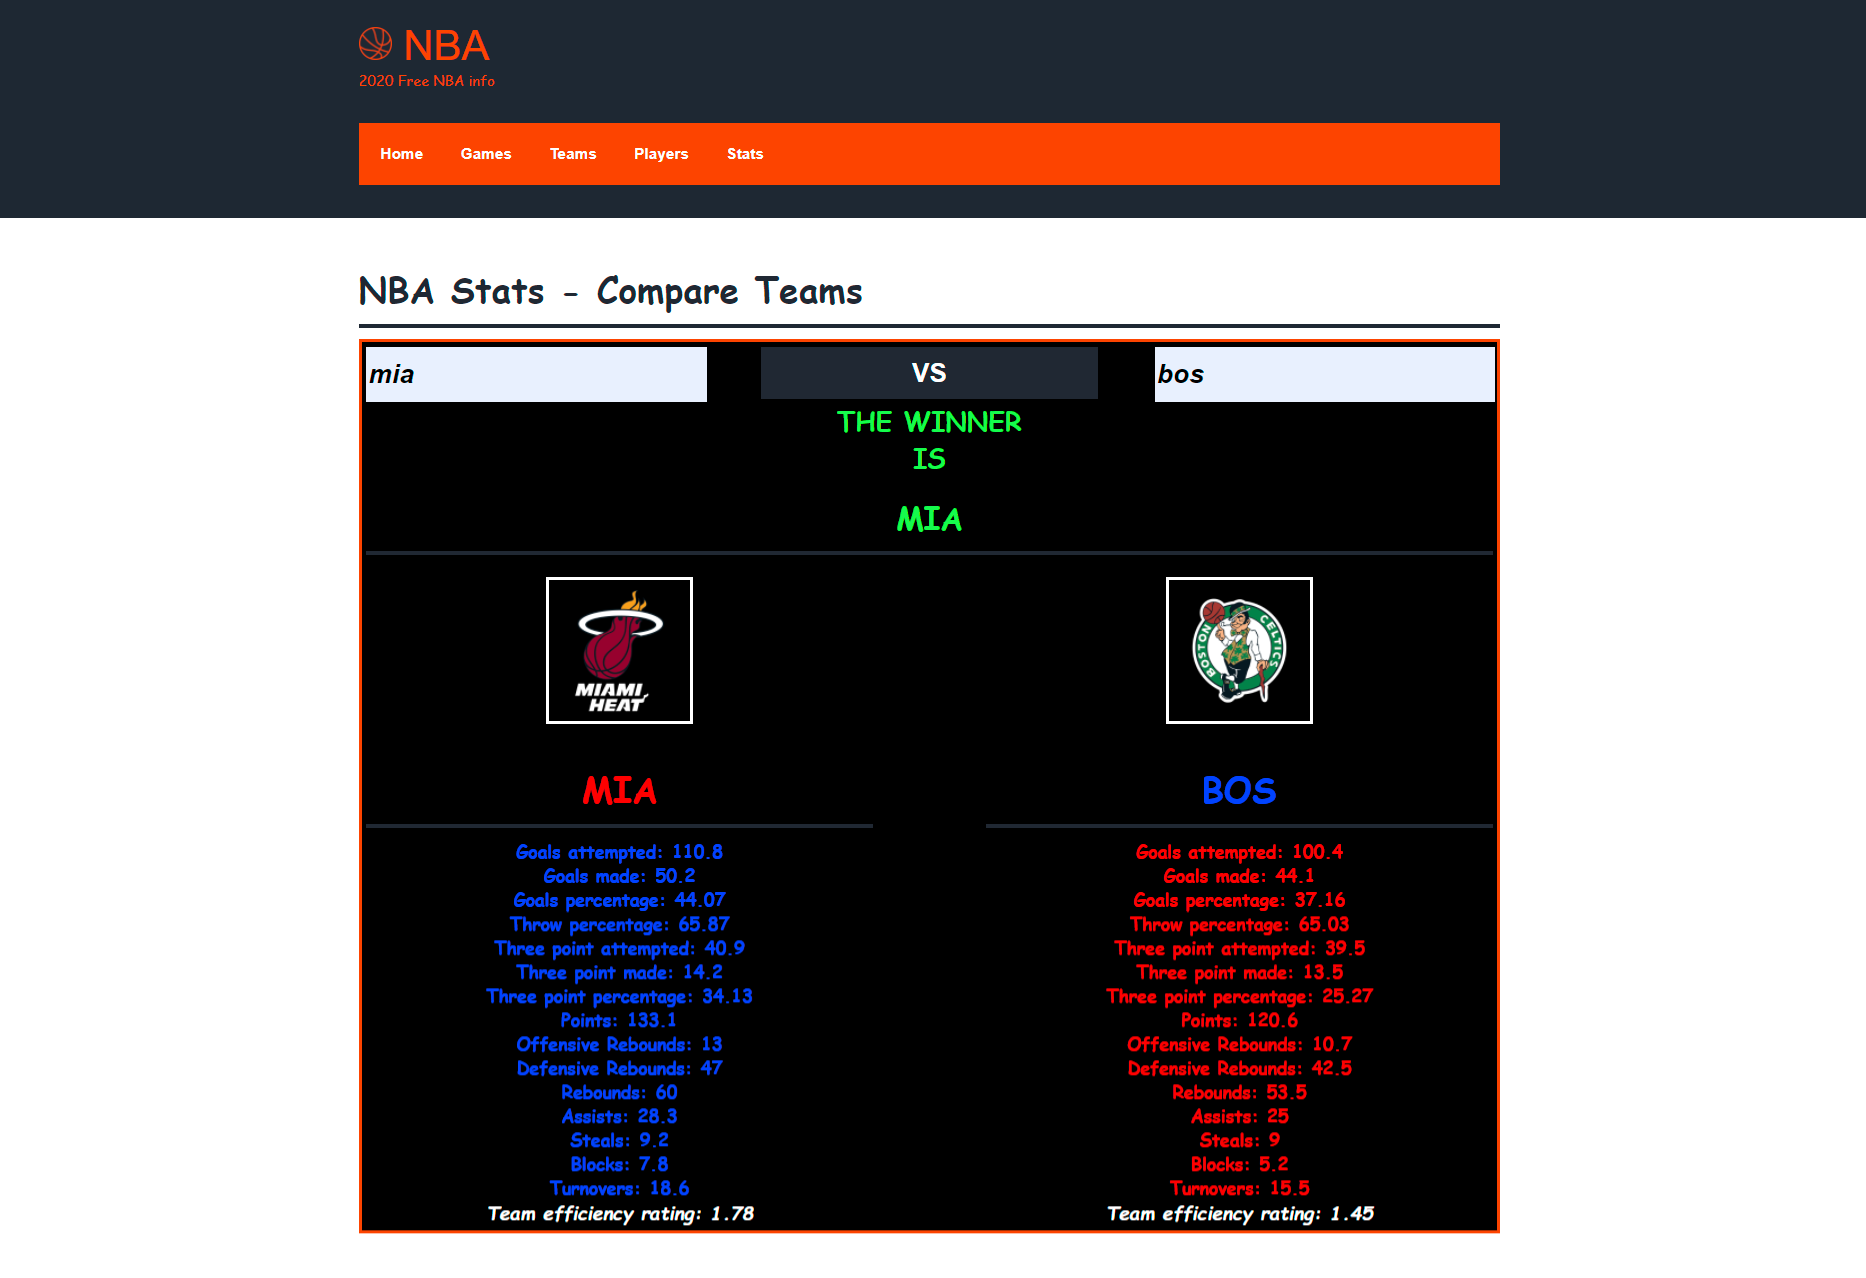 NBA
2020 Free NBA info
Home Games Teams Players Stats
NBA Stats - Compare Teams
mia VS bos
THE WINNER
IS
MIA
MIAMI
HEAT
BOSTON CELTICS
MIA
BOS
Goals attempted: 110.8
Goals made: 50.2
Goals percentage: 44.07
Throw percentage: 65.87
Three point attempted: 40.9
Three point made: 14.2
Three point percentage: 34.13
Points: 133.1
Offensive Rebounds: 13
Defensive Rebounds: 47
Rebounds: 60
Assists: 28.3
Steals: 9.2
Blocks: 7.8
Turnovers: 18.6
Team efficiency rating: 1.78
Goals attempted: 100.4
Goals made: 44.1
Goals percentage: 37.16
Throw percentage: 65.03
Three point attempted: 39.5
Three point made: 13.5
Three point percentage: 25.27
Points: 120.6
Offensive Rebounds: 10.7
Defensive Rebounds: 42.5
Rebounds: 53.5
Assists: 25
Steals: 9
Blocks: 5.2
Turnovers: 15.5
Team efficiency rating: 1.45